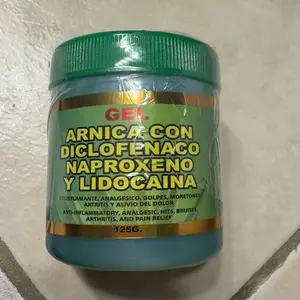 GEL
ARNICA CON
DICLOFENACO
NAPROXENO
Y LIDOCAINA
ANALGESICO, GOLPES, MORETONES
ARTRITIS Y ALIVIO DEL DOLOR
ANTI-INFLAMMATORY, ANALGESIC, HITS, BRUISES,
ARTHRITIS, AND PAIN RELIEF
125G.